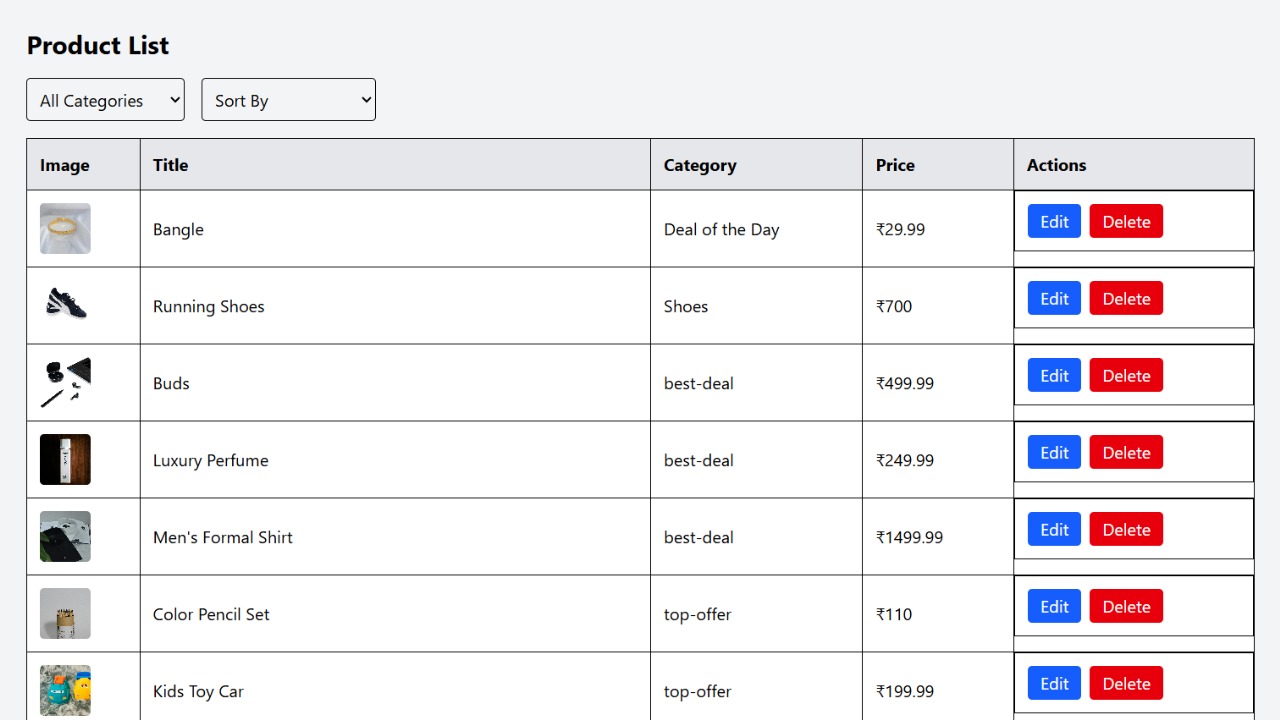 Product List
All Categories Sort By
Image Title Category Price Actions
Bangle Deal of the Day ₹29.99 Edit Delete
Running Shoes Shoes ₹700 Edit Delete
Buds best-deal ₹499.99 Edit Delete
Luxury Perfume best-deal ₹249.99 Edit Delete
Men's Formal Shirt best-deal ₹1499.99 Edit Delete
Color Pencil Set top-offer ₹110 Edit Delete
Kids Toy Car top-offer ₹199.99 Edit Delete